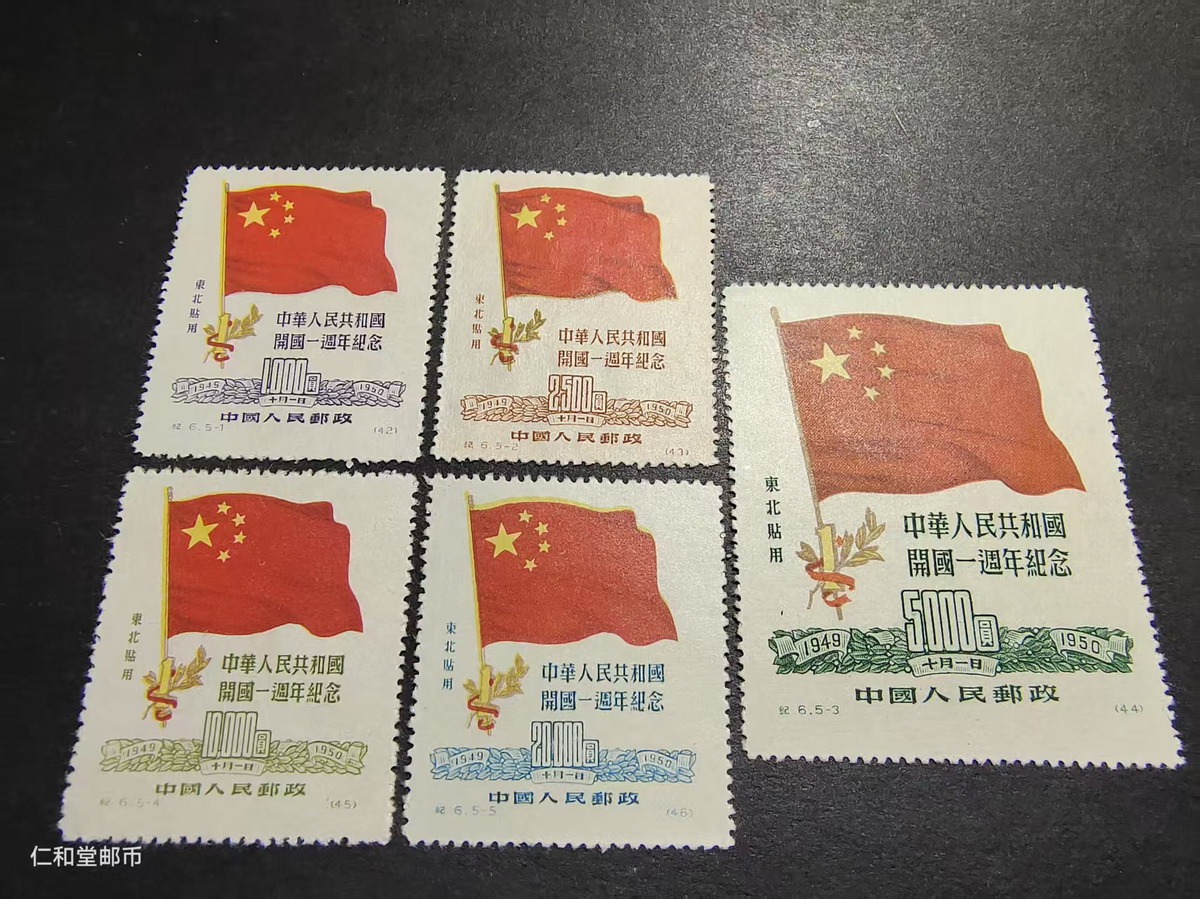 東北貼用
中華人民共和國
開國一週年紀念
1949
1000圓
1950
十月一日
中國人民郵政
紀 6.5-1
(42)
東北貼用
中華人民共和國
開國一週年紀念
1949
2500圓
1950
十月一日
中國人民郵政
紀 6.5-2
(43)
東北貼用
中華人民共和國
開國一週年紀念
1949
5000圓
1950
十月一日
中國人民郵政
紀 6.5-3
(44)
東北貼用
中華人民共和國
開國一週年紀念
1949
10000圓
1950
十月一日
中國人民郵政
紀 6.5-4
(45)
東北貼用
中華人民共和國
開國一週年紀念
1949
20000圓
1950
十月一日
中國人民郵政
紀 6.5-5
(46)
仁和堂邮币